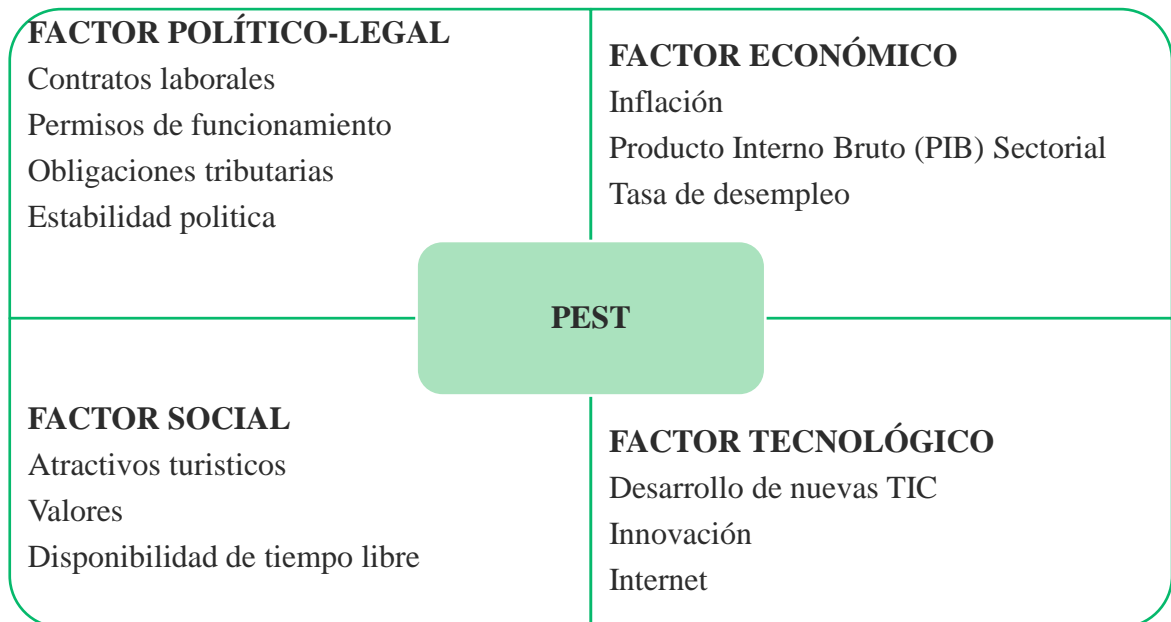 FACTOR POLÍTICO-LEGAL
Contratos laborales
Permisos de funcionamiento
Obligaciones tributarias
Estabilidad politica
FACTOR ECONÓMICO
Inflación
Producto Interno Bruto (PIB) Sectorial
Tasa de desempleo
PEST
FACTOR SOCIAL
Atractivos turisticos
Valores
Disponibilidad de tiempo libre
FACTOR TECNOLÓGICO
Desarrollo de nuevas TIC
Innovación
Internet